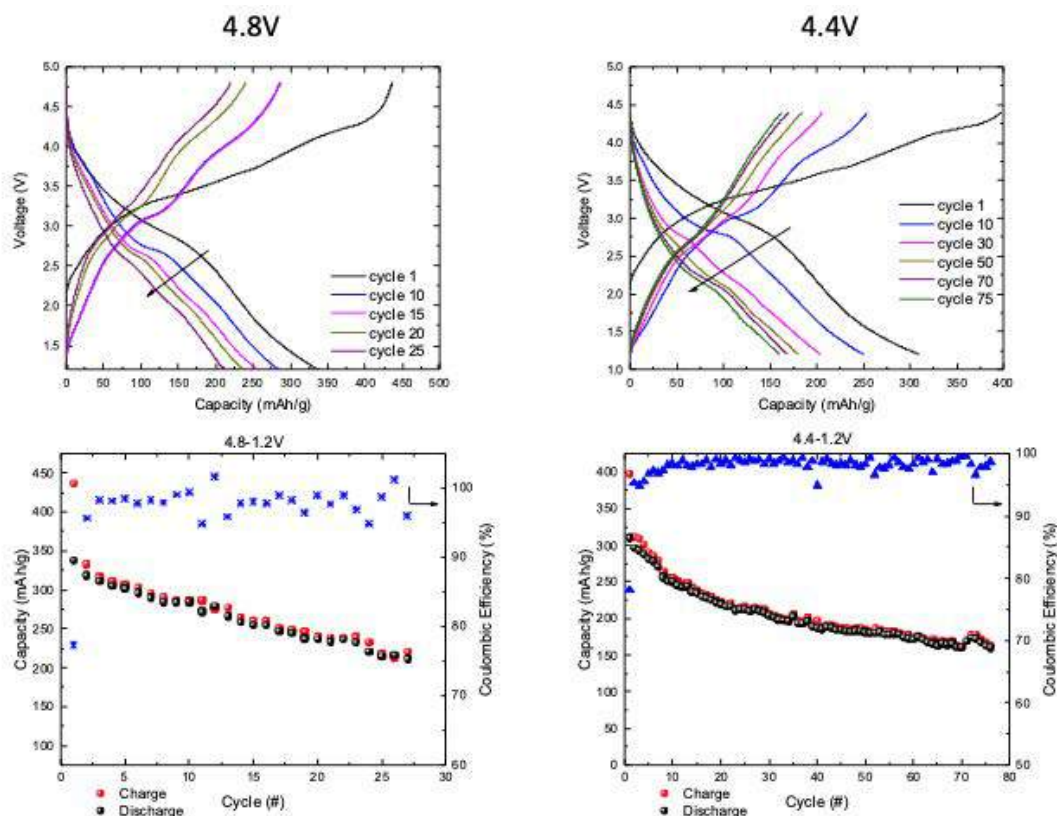 4.8V
5.0
4.5
4.0
3.5
3.0
2.5
2.0
1.5
Voltage (V)
cycle 1
cycle 10
cycle 15
cycle 20
cycle 25
0 50 100 150 200 250 300 350 400 450 500
Capacity (mAh/g)
4.4V
5.0
4.5
4.0
3.5
3.0
2.5
2.0
1.5
1.0
Voltage (V)
cycle 1
cycle 10
cycle 30
cycle 50
cycle 70
cycle 75
0 50 100 150 200 250 300 350 400
Capacity (mAh/g)
4.8-1.2V
450
400
350
300
250
200
150
100
Capacity (mAh/g)
100
90
80
70
60
Coulombic Efficiency (%)
0 5 10 15 20 25 30
Charge
Discharge
Cycle (#)
4.4-1.2V
400
350
300
250
200
150
100
50
0
Capacity (mAh/g)
100
90
80
70
60
50
Coulombic Efficiency (%)
0 10 20 30 40 50 60 70 80
Charge
Discharge
Cycle (#)